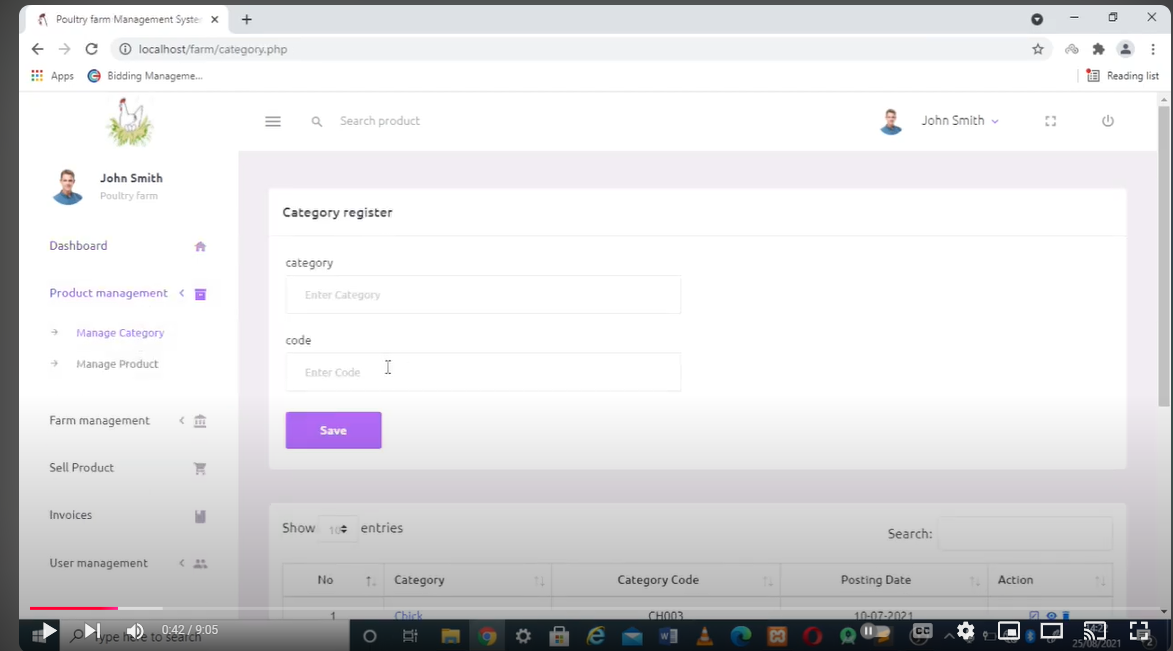 Poultry farm Management Syste
localhost/farm/category.php
Apps
Bidding Manageme...
Reading list
Search product
John Smith
John Smith
Poultry farm
Dashboard
Product management
Manage Category
Manage Product
Farm management
Sell Product
Invoices
User management
Category register
category
Enter Category
code
Enter Code
Save
Show 10 entries
Search:
No Category Category Code Posting Date Action
1 Chick CH003 10-07-2021
0:42 / 9:05
Type here to search
CC
25/08/2021